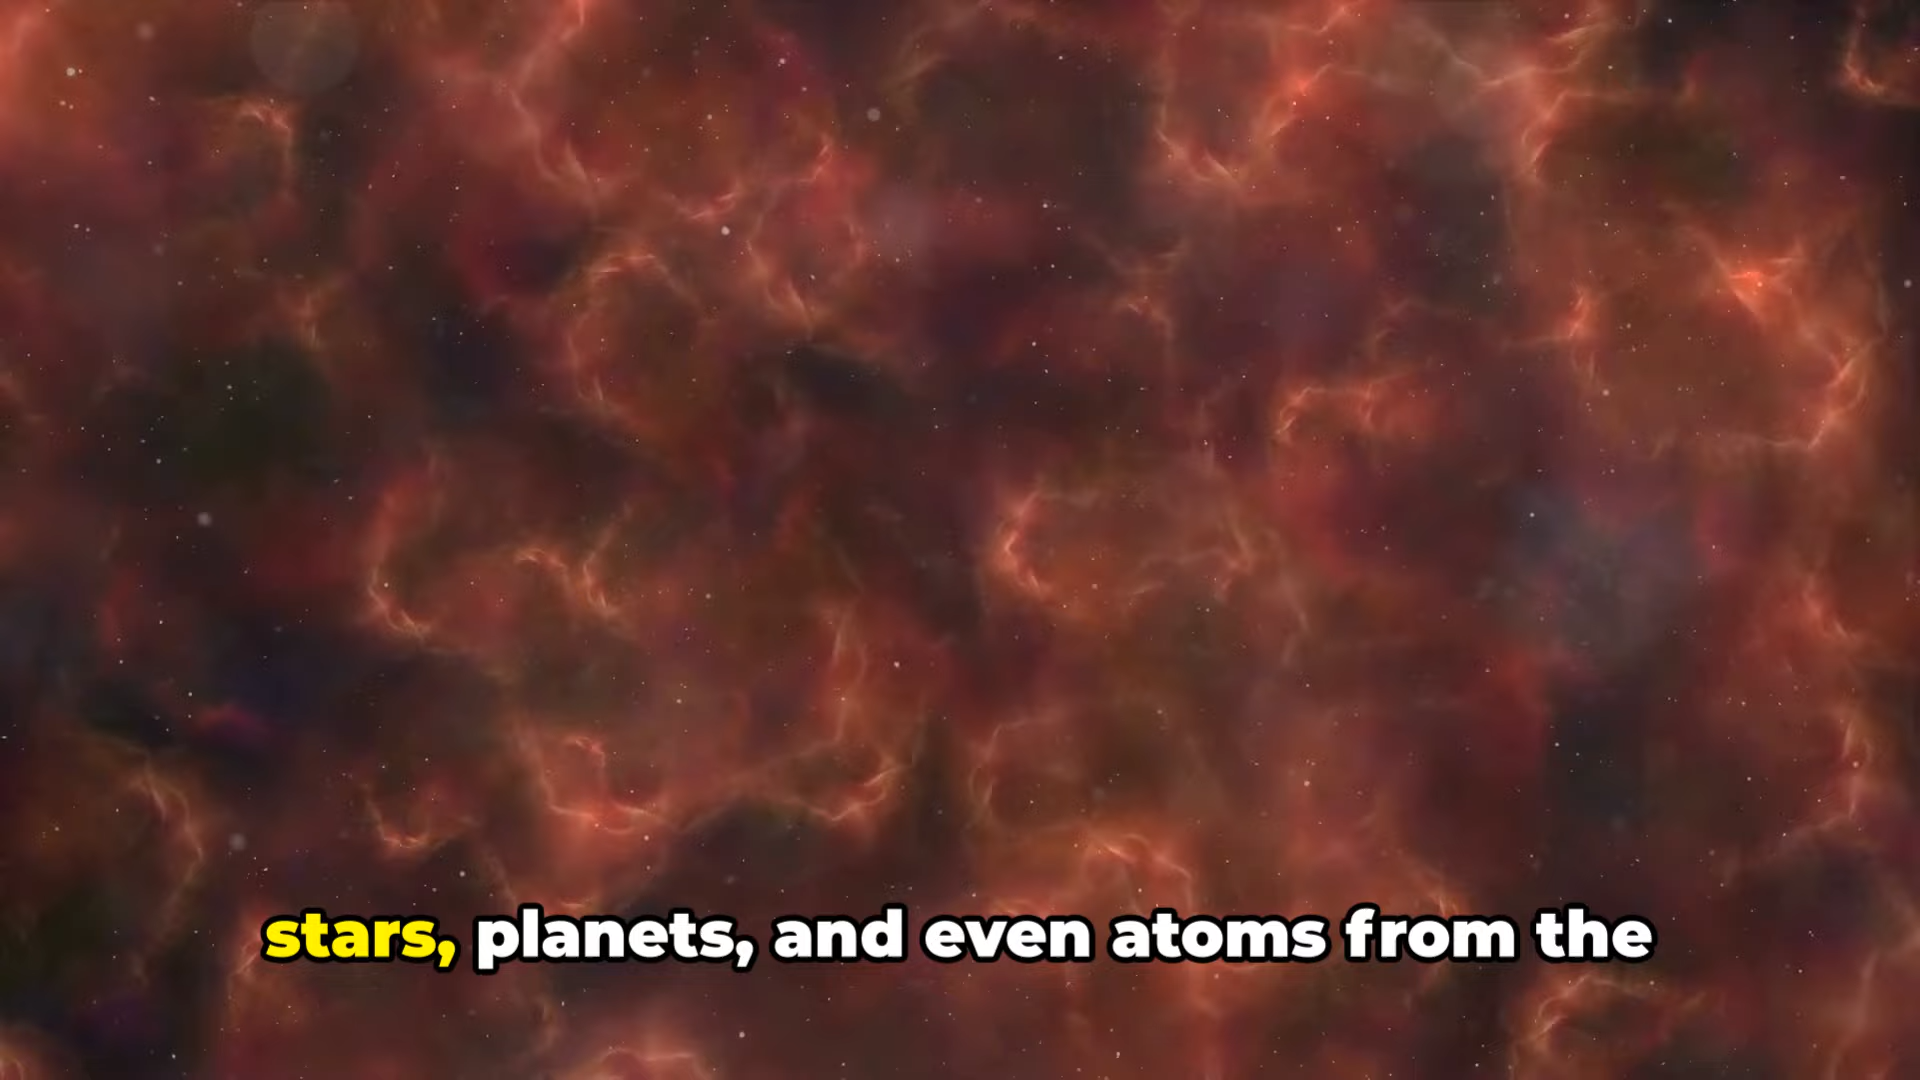 stars, planets, and even atoms from the